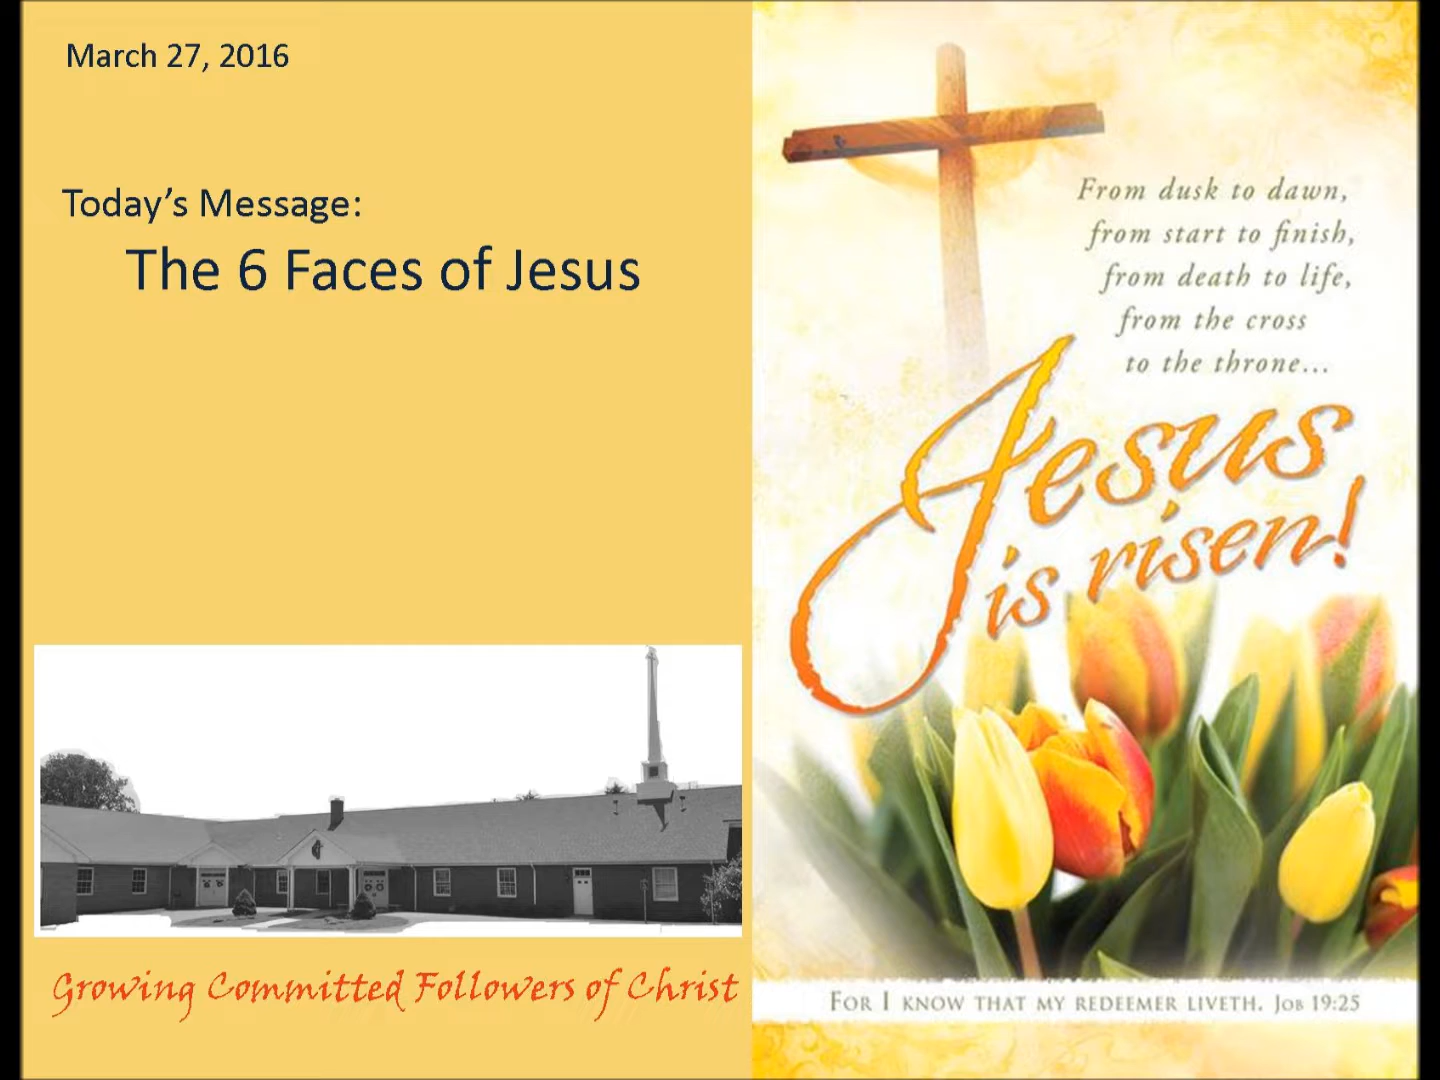 March 27, 2016
Today's Message:
The 6 Faces of Jesus
Growing Committed Followers of Christ
From dusk to dawn,
from start to finish,
from death to life,
from the cross
to the throne...
Jesus
is risen!
For I know that my redeemer liveth. Job 19:25